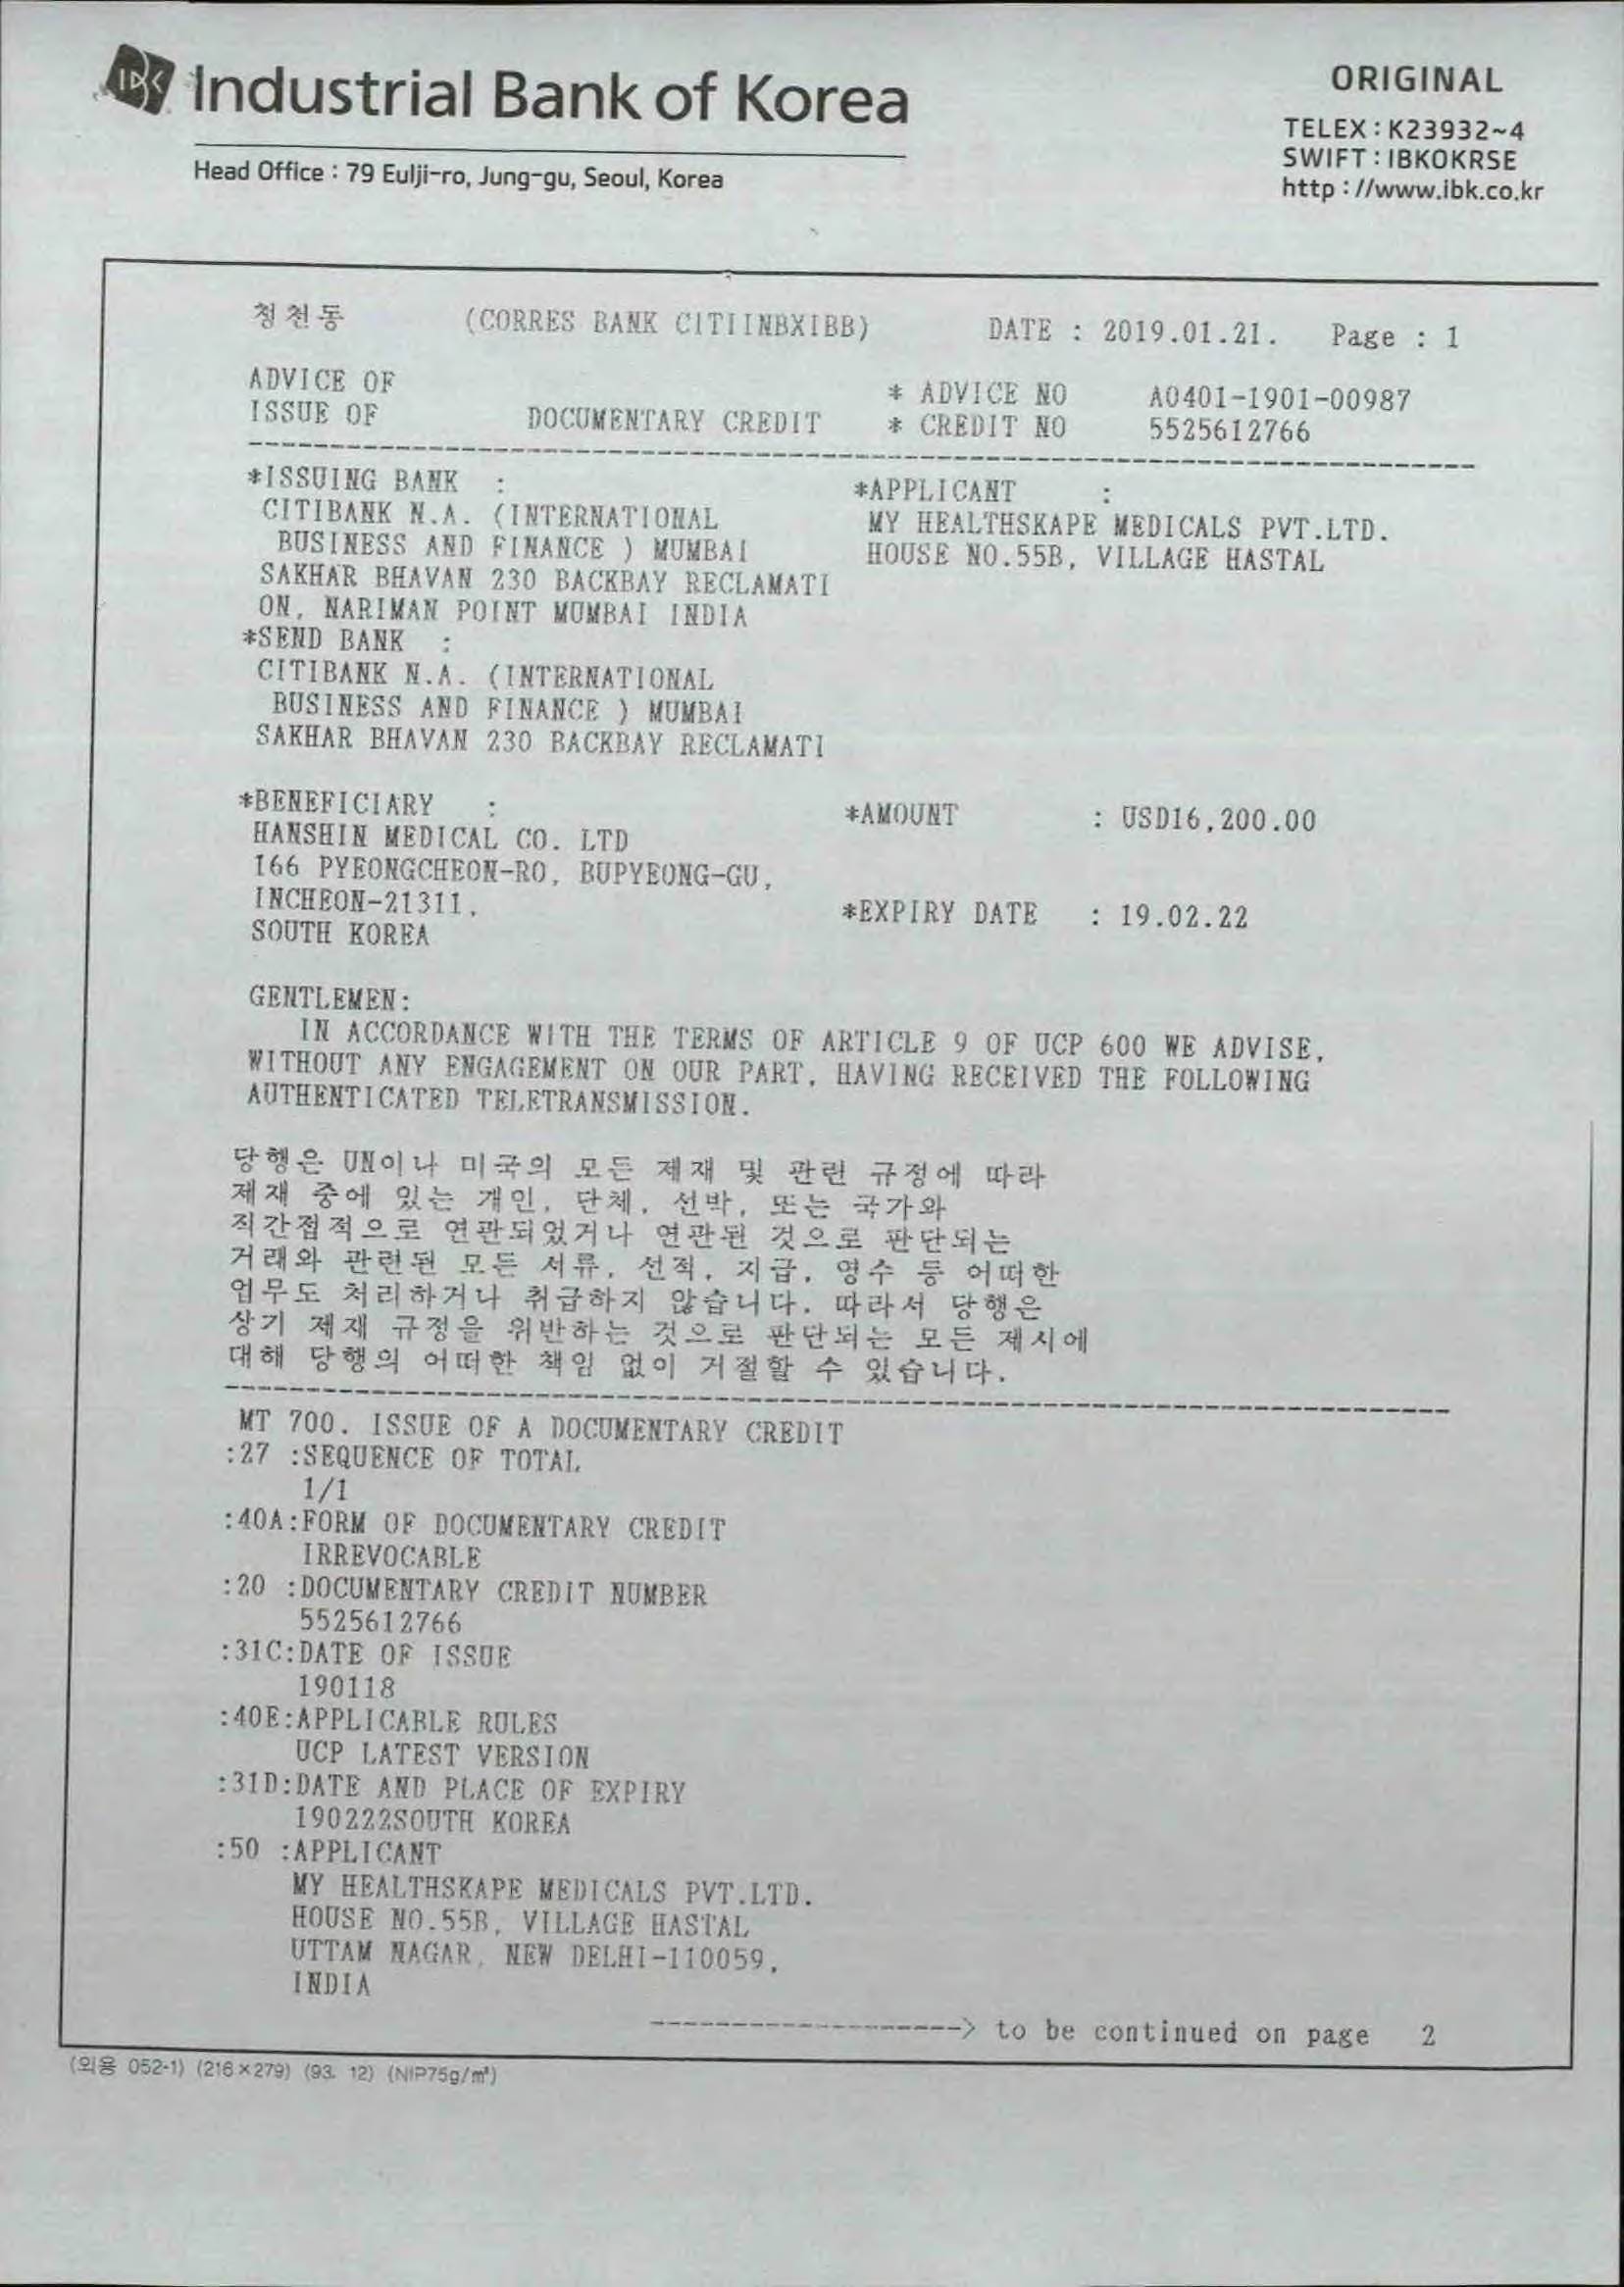 IBK Industrial Bank of Korea
ORIGINAL
TELEX : K23932~4
SWIFT : IBKOKRSE
http : //www.ibk.co.kr
Head Office : 79 Eulji-ro, Jung-gu, Seoul, Korea
청천동 (CORRES BANK CITIINBXIBB) DATE : 2019.01.21. Page : 1
ADVICE OF
ISSUE OF DOCUMENTARY CREDIT
* ADVICE NO A0401-1901-00987
* CREDIT NO 5525612766
*ISSUING BANK :
CITIBANK N.A. (INTERNATIONAL
BUSINESS AND FINANCE ) MUMBAI
SAKHAR BHAVAN 230 BACKBAY RECLAMATI
ON, NARIMAN POINT MUMBAI INDIA
*APPLICANT :
MY HEALTHSKAPE MEDICALS PVT.LTD.
HOUSE NO.55B, VILLAGE HASTAL
*SEND BANK :
CITIBANK N.A. (INTERNATIONAL
BUSINESS AND FINANCE ) MUMBAI
SAKHAR BHAVAN 230 BACKBAY RECLAMATI
*BENEFICIARY :
HANSHIN MEDICAL CO. LTD
166 PYEONGCHEON-RO, BUPYEONG-GU,
INCHEON-21311,
SOUTH KOREA
*AMOUNT : USD16,200.00
*EXPIRY DATE : 19.02.22
GENTLEMEN:
IN ACCORDANCE WITH THE TERMS OF ARTICLE 9 OF UCP 600 WE ADVISE,
WITHOUT ANY ENGAGEMENT ON OUR PART, HAVING RECEIVED THE FOLLOWING
AUTHENTICATED TELETRANSMISSION.
당행은 UN이나 미국의 모든 제재 및 관련 규정에 따라
제재 중에 있는 개인, 단체, 선박, 또는 국가와
직간접적으로 연관되었거나 연관된 것으로 판단되는
거래와 관련된 모든 서류, 선적, 지급, 영수 등 어떠한
업무도 처리하거나 취급하지 않습니다. 따라서 당행은
상기 제재 규정을 위반하는 것으로 판단되는 모든 제시에
대해 당행의 어떠한 책임 없이 거절할 수 있습니다.
MT 700. ISSUE OF A DOCUMENTARY CREDIT
:27 :SEQUENCE OF TOTAL
1/1
:40A:FORM OF DOCUMENTARY CREDIT
IRREVOCABLE
:20 :DOCUMENTARY CREDIT NUMBER
5525612766
:31C:DATE OF ISSUE
190118
:40E:APPLICABLE RULES
UCP LATEST VERSION
:31D:DATE AND PLACE OF EXPIRY
190222SOUTH KOREA
:50 :APPLICANT
MY HEALTHSKAPE MEDICALS PVT.LTD.
HOUSE NO.55B, VILLAGE HASTAL
UTTAM NAGAR, NEW DELHI-110059,
INDIA
--------------------> to be continued on page 2
(외용 052-1) (216×279) (93. 12) (NIP75g/㎡)